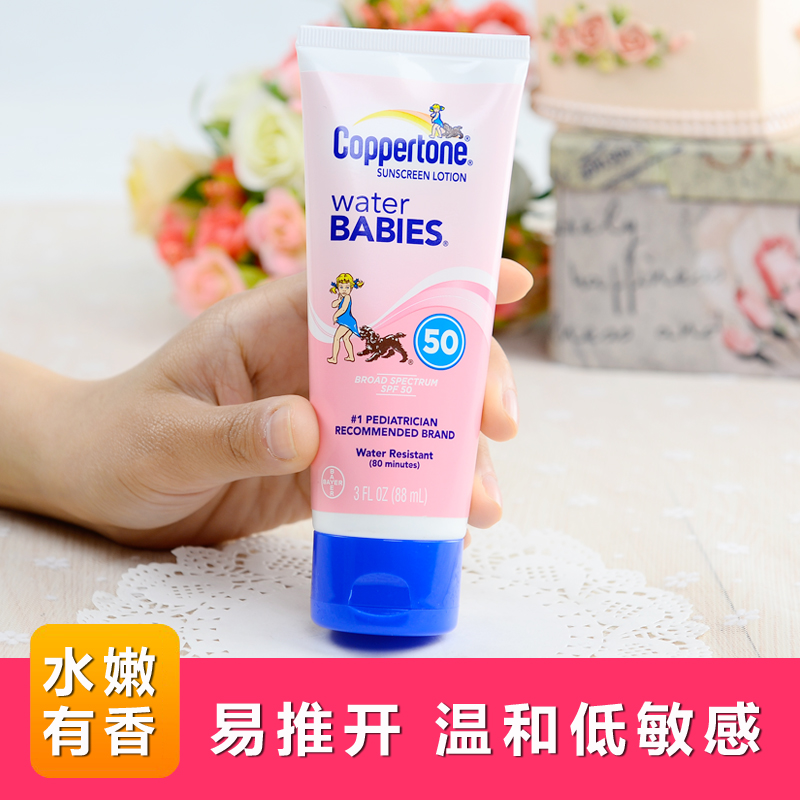 Coppertone®
SUNSCREEN LOTION
water
BABIES®
50
BROAD SPECTRUM
SPF 50
#1 PEDIATRICIAN
RECOMMENDED BRAND
Water Resistant
(80 minutes)
BAYER
3 FL OZ (88 mL)
水嫩
有香
易推开 温和低敏感